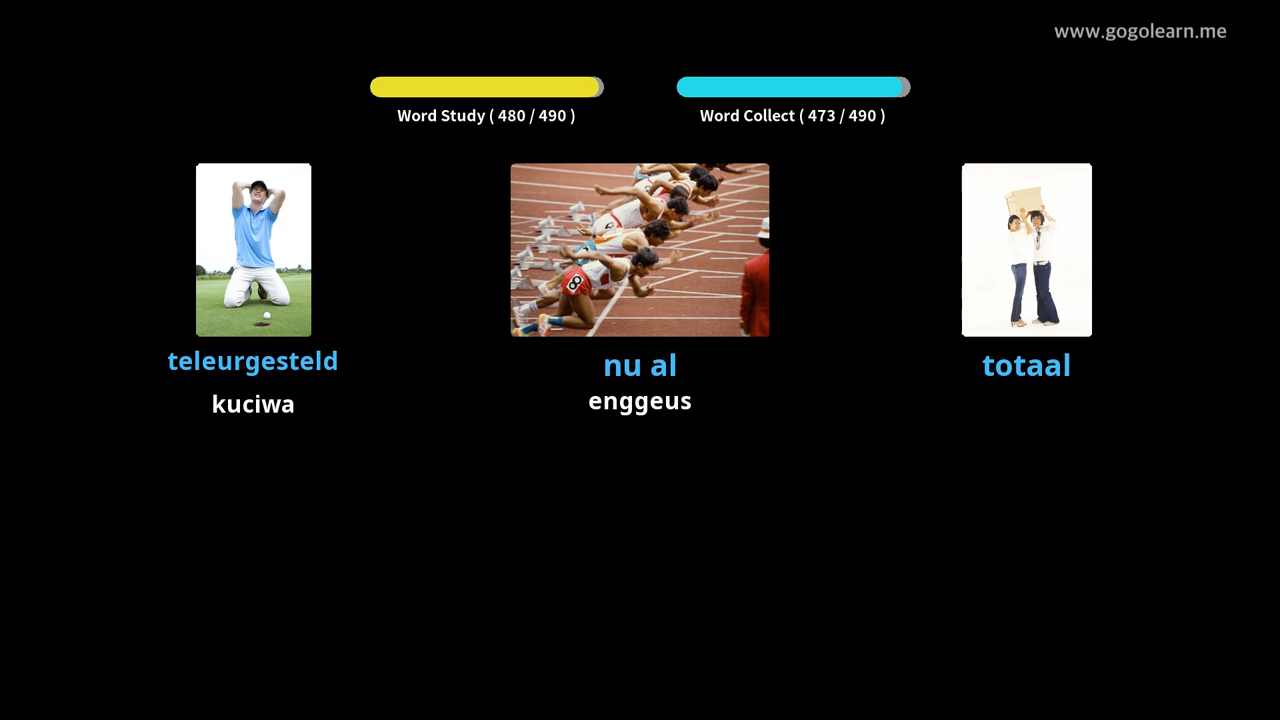 www.gogolearn.me
Word Study ( 480 / 490 )
Word Collect ( 473 / 490 )
teleurgesteld
kuciwa
nu al
enggeus
totaal